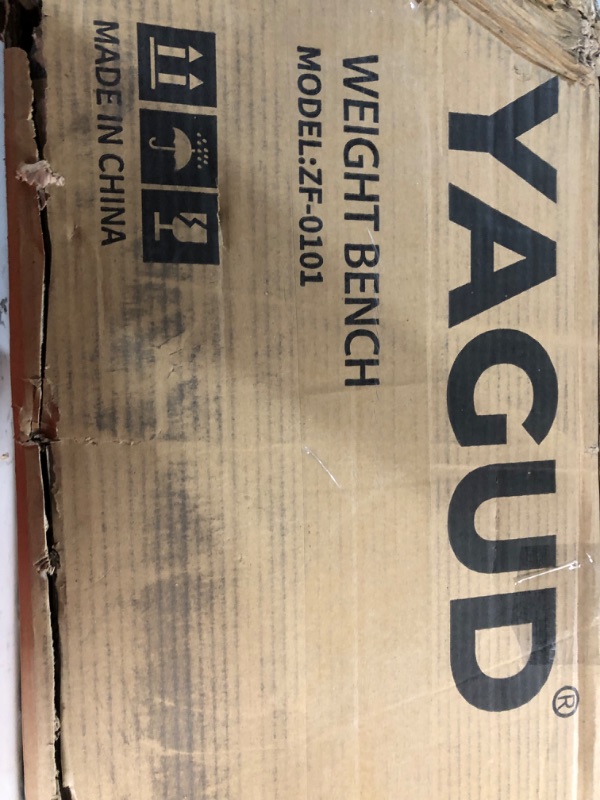 YAGUD®
WEIGHT BENCH
MODEL:ZF-0101
MADE IN CHINA